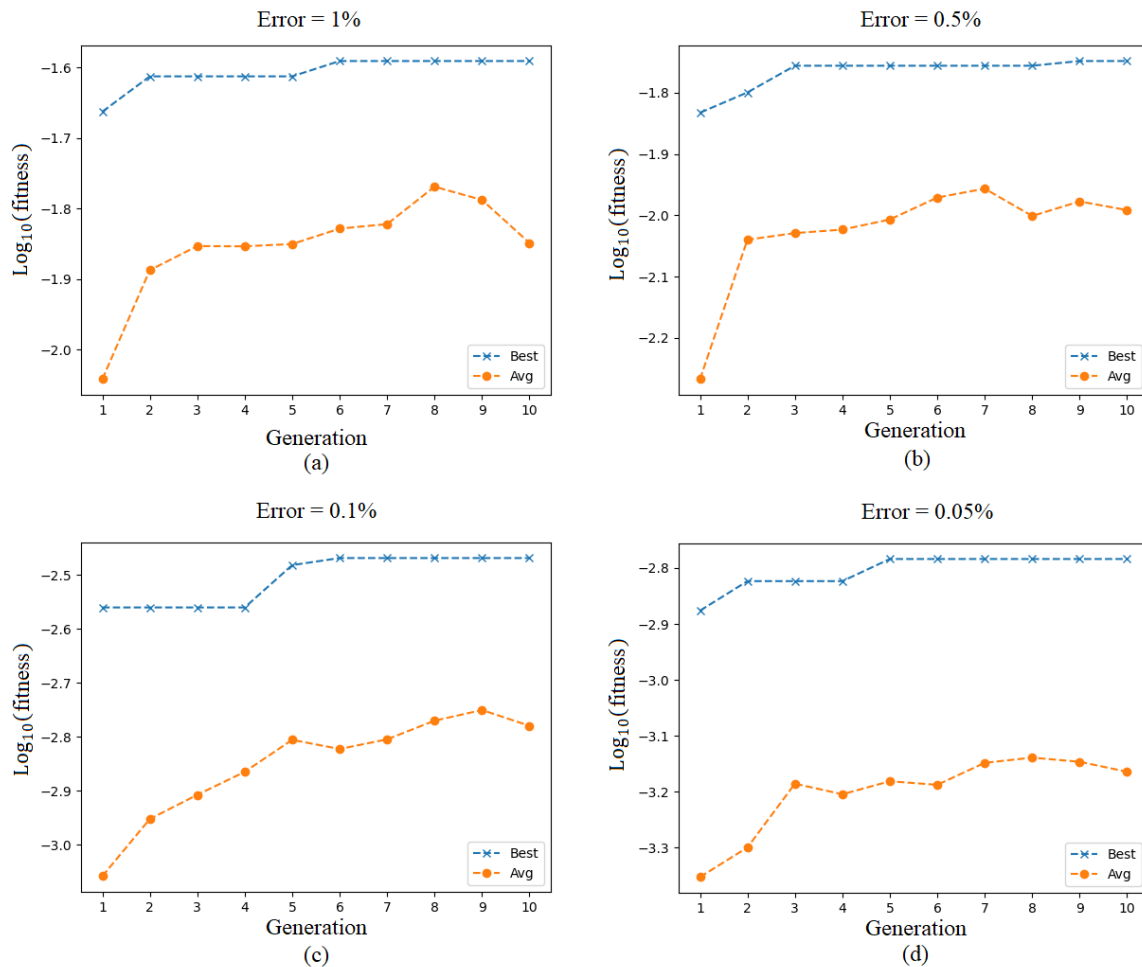 Error = 1%
Log₁₀(fitness)
−1.6
−1.7
−1.8
−1.9
−2.0
Best
Avg
1 2 3 4 5 6 7 8 9 10
Generation
(a)
Error = 0.5%
Log₁₀(fitness)
−1.8
−1.9
−2.0
−2.1
−2.2
Best
Avg
1 2 3 4 5 6 7 8 9 10
Generation
(b)
Error = 0.1%
Log₁₀(fitness)
−2.5
−2.6
−2.7
−2.8
−2.9
−3.0
Best
Avg
1 2 3 4 5 6 7 8 9 10
Generation
(c)
Error = 0.05%
Log₁₀(fitness)
−2.8
−2.9
−3.0
−3.1
−3.2
−3.3
Best
Avg
1 2 3 4 5 6 7 8 9 10
Generation
(d)